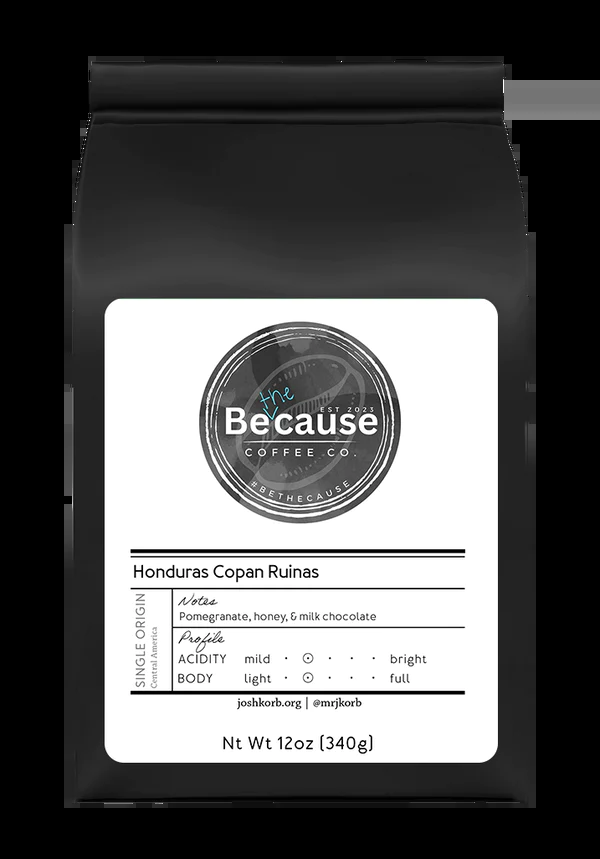 the
EST 2023
Because
COFFEE CO.
#BETHECAUSE
Honduras Copan Ruinas
SINGLE ORIGIN
Central America
Notes
Pomegranate, honey, & milk chocolate
Profile
ACIDITY mild · ⊙ · · · bright
BODY light · ⊙ · · · full
joshkorb.org | @mrjkorb
Nt Wt 12oz (340g)